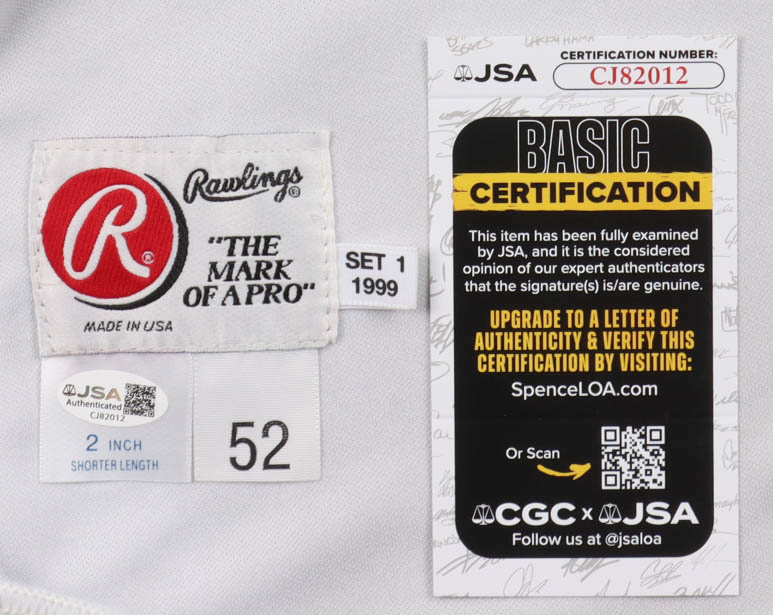 Rawlings®
R®
"THE
MARK
OF A PRO"
MADE IN USA
SET 1
1999
JSA
Authenticated
CJ82012
2 INCH
SHORTER LENGTH
52
JSA
CERTIFICATION NUMBER:
CJ82012
BASIC
CERTIFICATION
This item has been fully examined
by JSA, and it is the considered
opinion of our expert authenticators
that the signature(s) is/are genuine.
UPGRADE TO A LETTER OF
AUTHENTICITY & VERIFY THIS
CERTIFICATION BY VISITING:
SpenceLOA.com
Or Scan
CGC x JSA
Follow us at @jsaloa